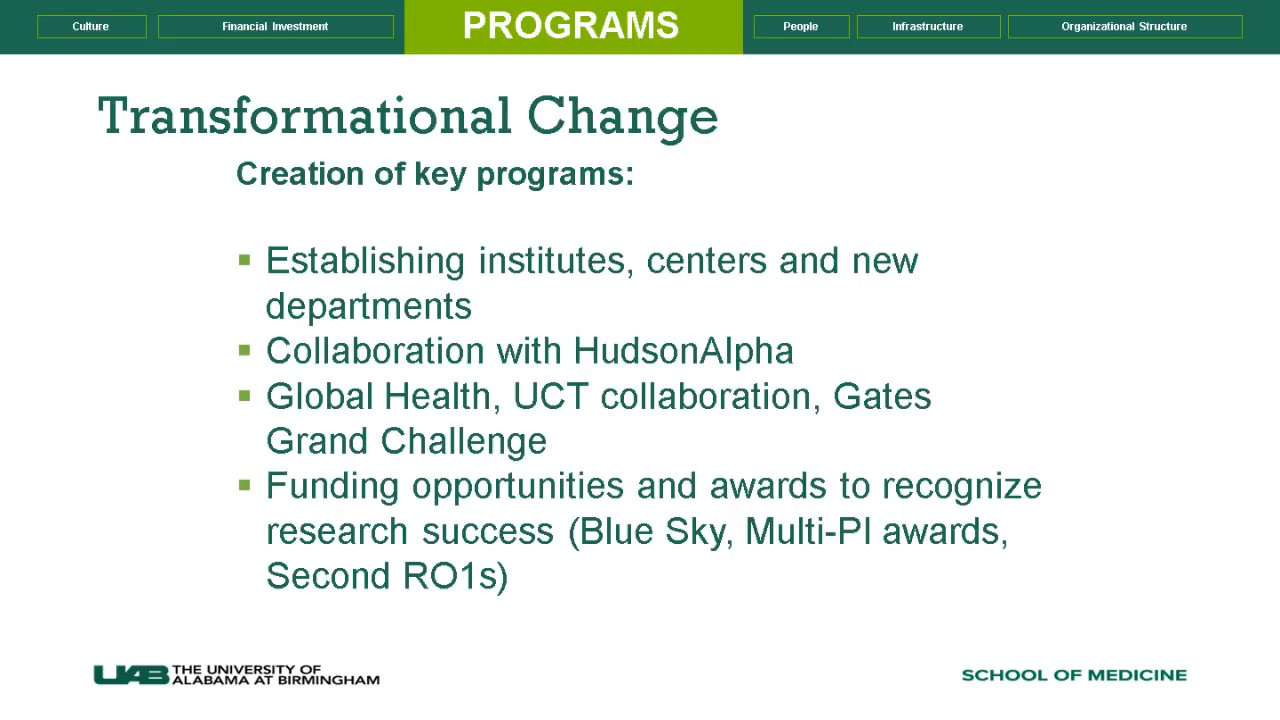 Culture
Financial Investment
PROGRAMS
People
Infrastructure
Organizational Structure
Transformational Change
Creation of key programs:
Establishing institutes, centers and new
departments
Collaboration with HudsonAlpha
Global Health, UCT collaboration, Gates
Grand Challenge
Funding opportunities and awards to recognize
research success (Blue Sky, Multi-PI awards,
Second RO1s)
UAB THE UNIVERSITY OF
ALABAMA AT BIRMINGHAM
SCHOOL OF MEDICINE